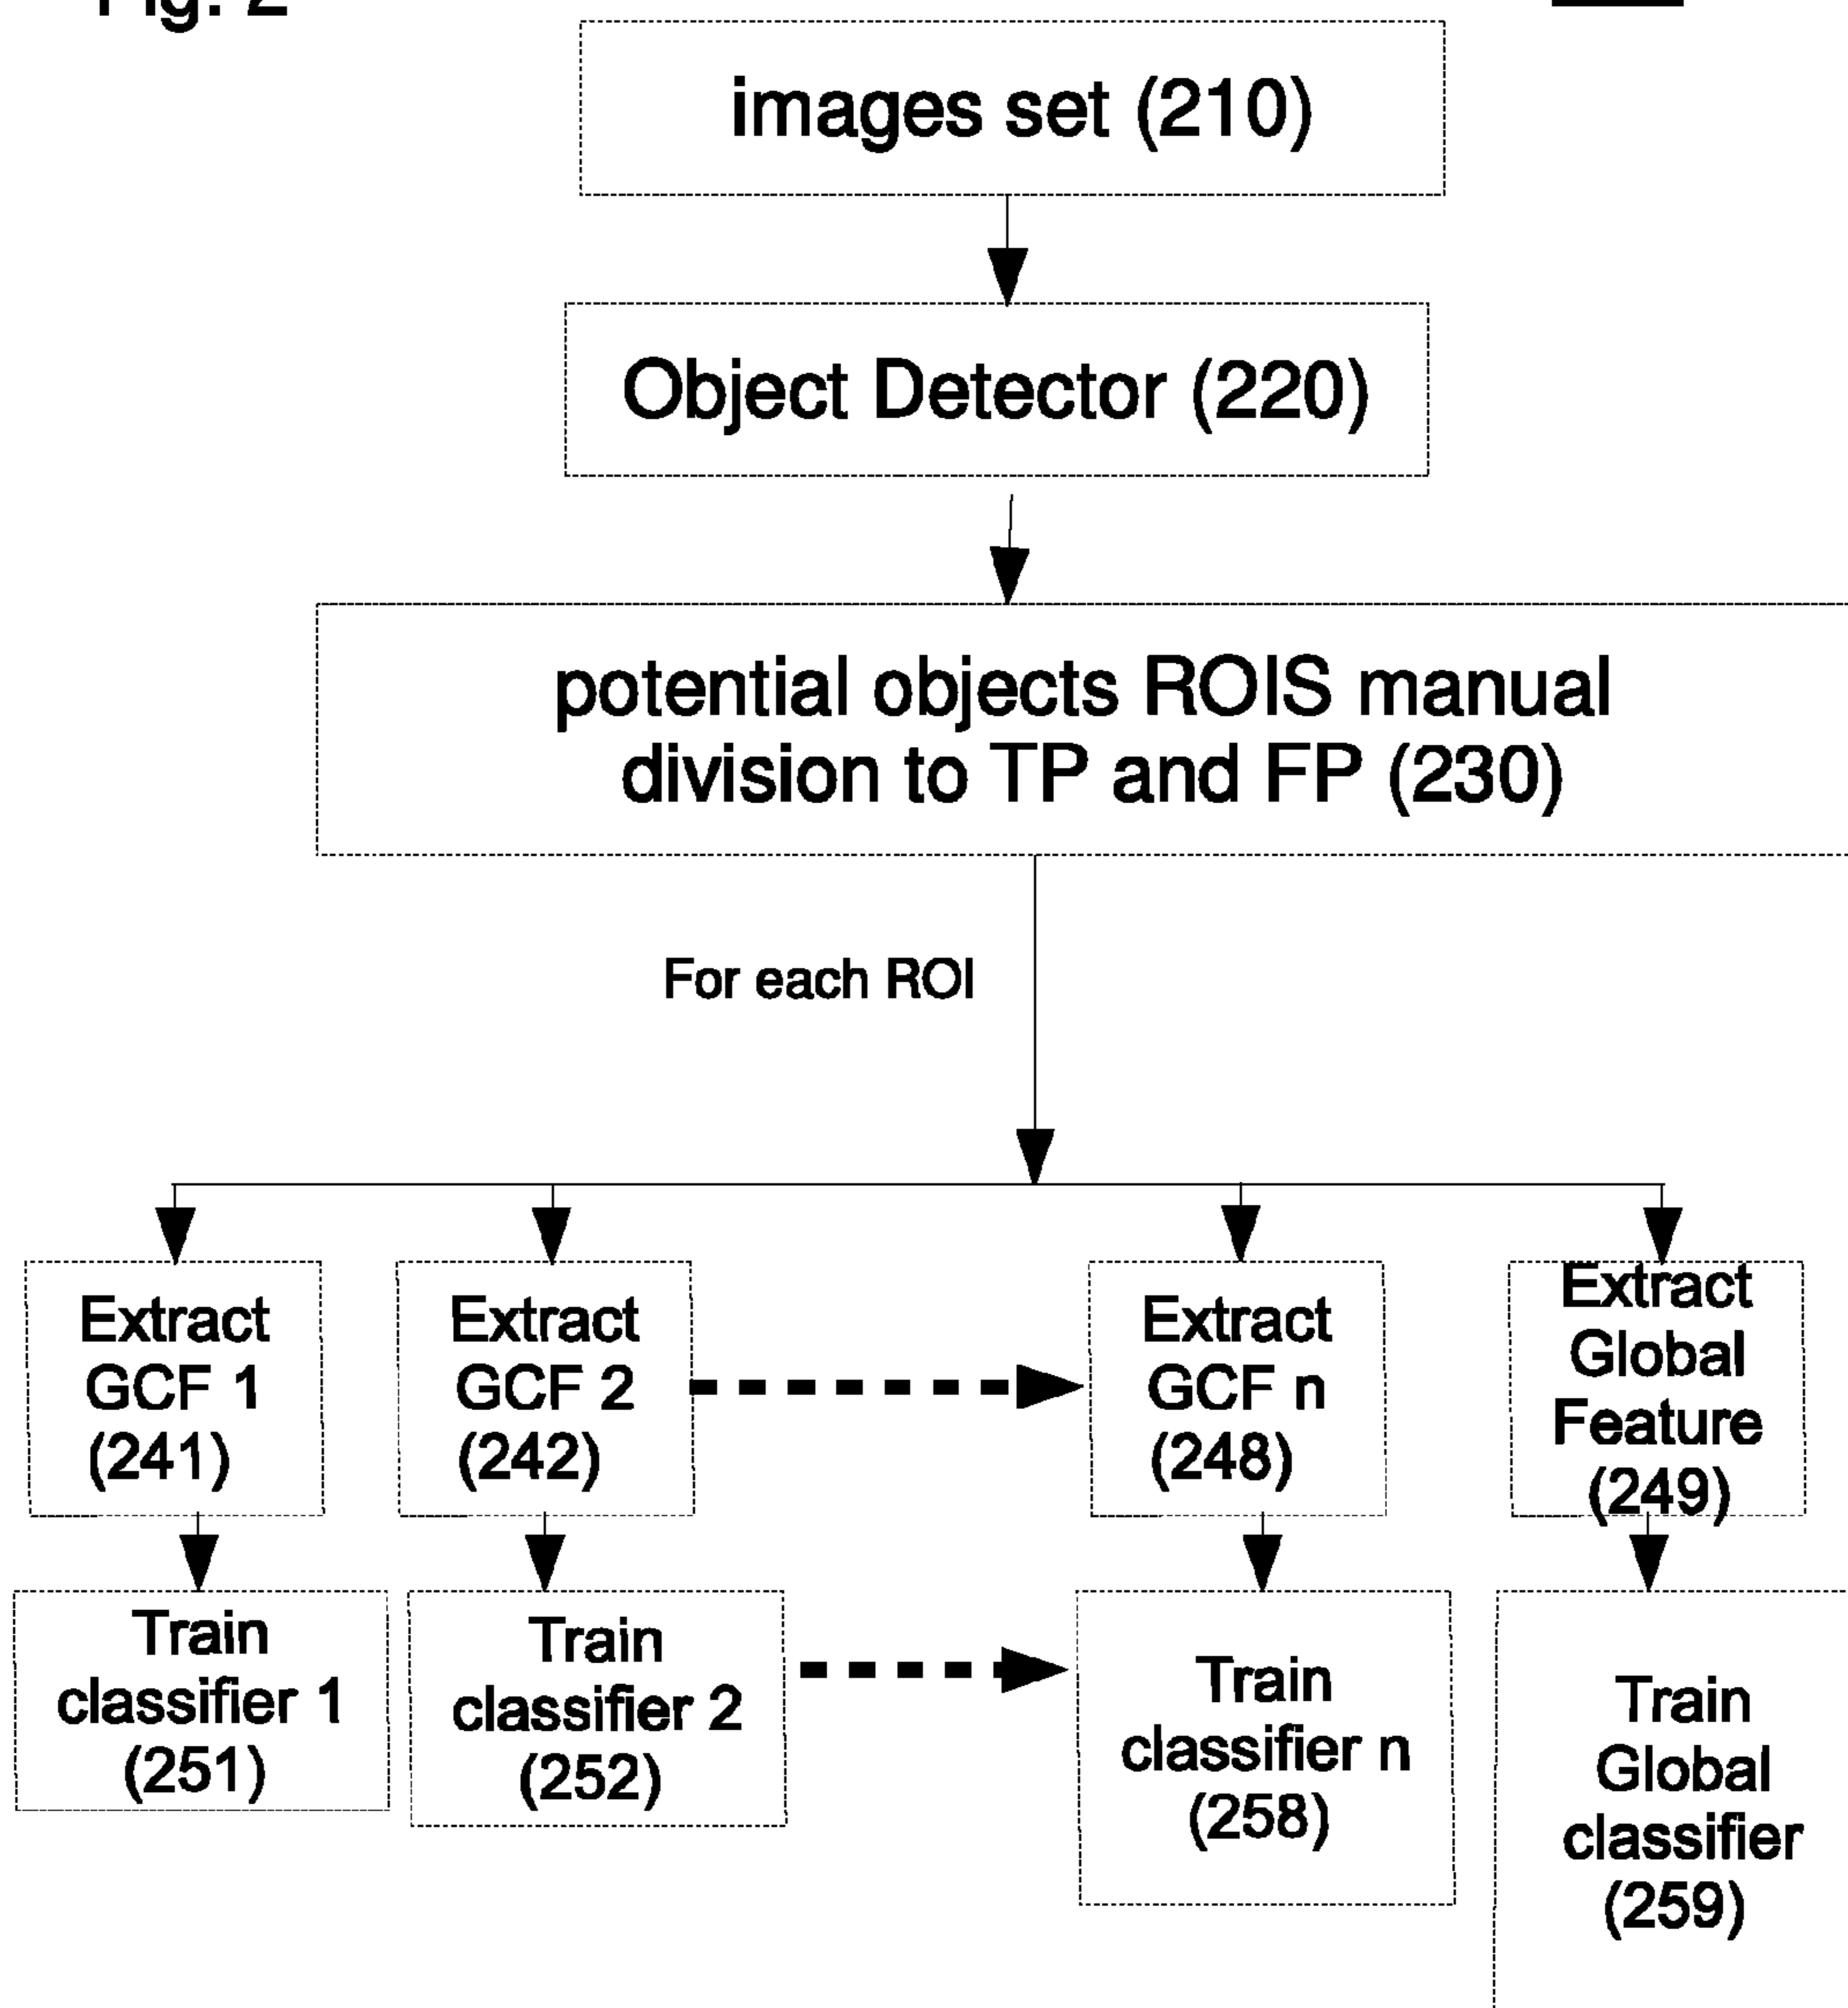 Fig. 2
images set (210)
Object Detector (220)
potential objects ROIS manual
division to TP and FP (230)
For each ROI
Extract
GCF 1
(241)
Extract
GCF 2
(242)
Extract
GCF n
(248)
Extract
Global
Feature
(249)
Train
classifier 1
(251)
Train
classifier 2
(252)
Train
classifier n
(258)
Train
Global
classifier
(259)